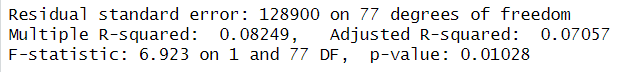 Residual standard error: 128900 on 77 degrees of freedom
Multiple R-squared:  0.08249,   Adjusted R-squared:  0.07057
F-statistic: 6.923 on 1 and 77 DF,  p-value: 0.01028